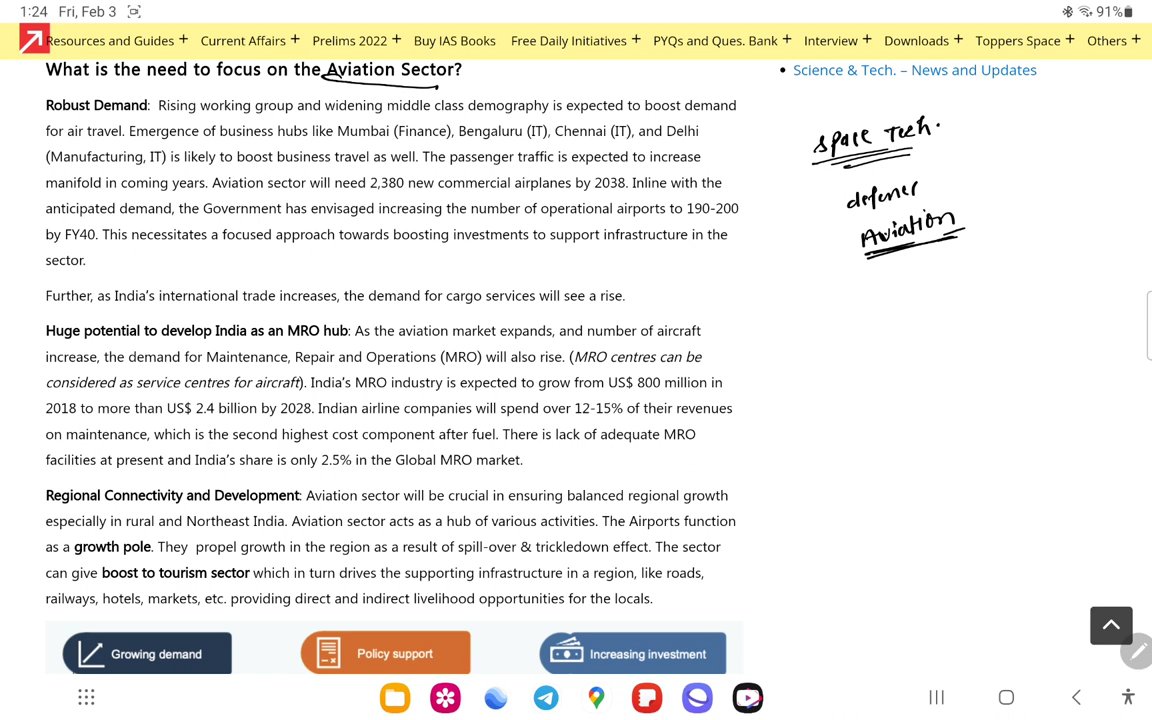 1:24 Fri, Feb 3 91%
Resources and Guides + Current Affairs + Prelims 2022 + Buy IAS Books Free Daily Initiatives + PYQs and Ques. Bank + Interview + Downloads + Toppers Space + Others +
What is the need to focus on the Aviation Sector?
• Science & Tech. – News and Updates
Robust Demand: Rising working group and widening middle class demography is expected to boost demand
for air travel. Emergence of business hubs like Mumbai (Finance), Bengaluru (IT), Chennai (IT), and Delhi
(Manufacturing, IT) is likely to boost business travel as well. The passenger traffic is expected to increase
manifold in coming years. Aviation sector will need 2,380 new commercial airplanes by 2038. Inline with the
anticipated demand, the Government has envisaged increasing the number of operational airports to 190-200
by FY40. This necessitates a focused approach towards boosting investments to support infrastructure in the
sector.
space Tech.
defence
Aviation
Further, as India's international trade increases, the demand for cargo services will see a rise.
Huge potential to develop India as an MRO hub: As the aviation market expands, and number of aircraft
increase, the demand for Maintenance, Repair and Operations (MRO) will also rise. (MRO centres can be
considered as service centres for aircraft). India's MRO industry is expected to grow from US$ 800 million in
2018 to more than US$ 2.4 billion by 2028. Indian airline companies will spend over 12-15% of their revenues
on maintenance, which is the second highest cost component after fuel. There is lack of adequate MRO
facilities at present and India's share is only 2.5% in the Global MRO market.
Regional Connectivity and Development: Aviation sector will be crucial in ensuring balanced regional growth
especially in rural and Northeast India. Aviation sector acts as a hub of various activities. The Airports function
as a growth pole. They propel growth in the region as a result of spill-over & trickledown effect. The sector
can give boost to tourism sector which in turn drives the supporting infrastructure in a region, like roads,
railways, hotels, markets, etc. providing direct and indirect livelihood opportunities for the locals.
Growing demand
Policy support
Increasing investment